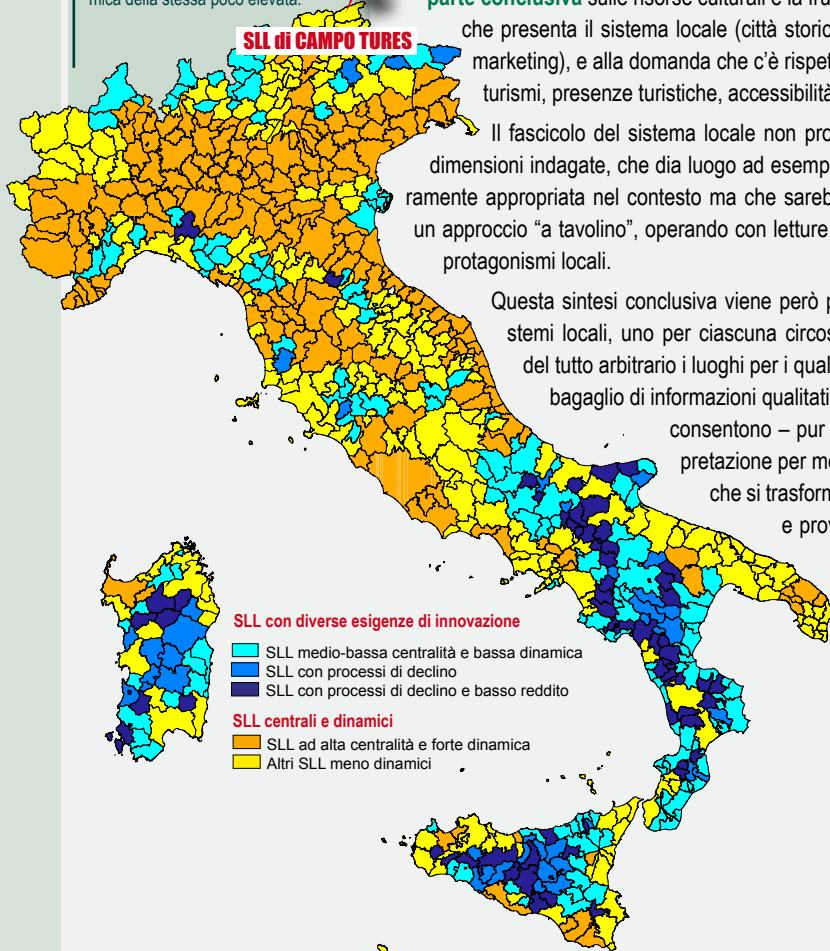 mica della stessa poco elevata.
parte conclusiva sulle risorse culturali e la fru
che presenta il sistema locale (città storic
marketing), e alla domanda che c'è rispet
turismi, presenze turistiche, accessibilità
Il fascicolo del sistema locale non pro
dimensioni indagate, che dia luogo ad esemp
ramente appropriata nel contesto ma che sareb
un approccio “a tavolino”, operando con letture
protagonismi locali.
Questa sintesi conclusiva viene però p
stemi locali, uno per ciascuna circos
del tutto arbitrario i luoghi per i qual
bagaglio di informazioni qualitati
consentono – pur
pretazione per me
che si trasform
e prov
SLL di CAMPO TURES
SLL con diverse esigenze di innovazione
SLL medio-bassa centralità e bassa dinamica
SLL con processi di declino
SLL con processi di declino e basso reddito
SLL centrali e dinamici
SLL ad alta centralità e forte dinamica
Altri SLL meno dinamici